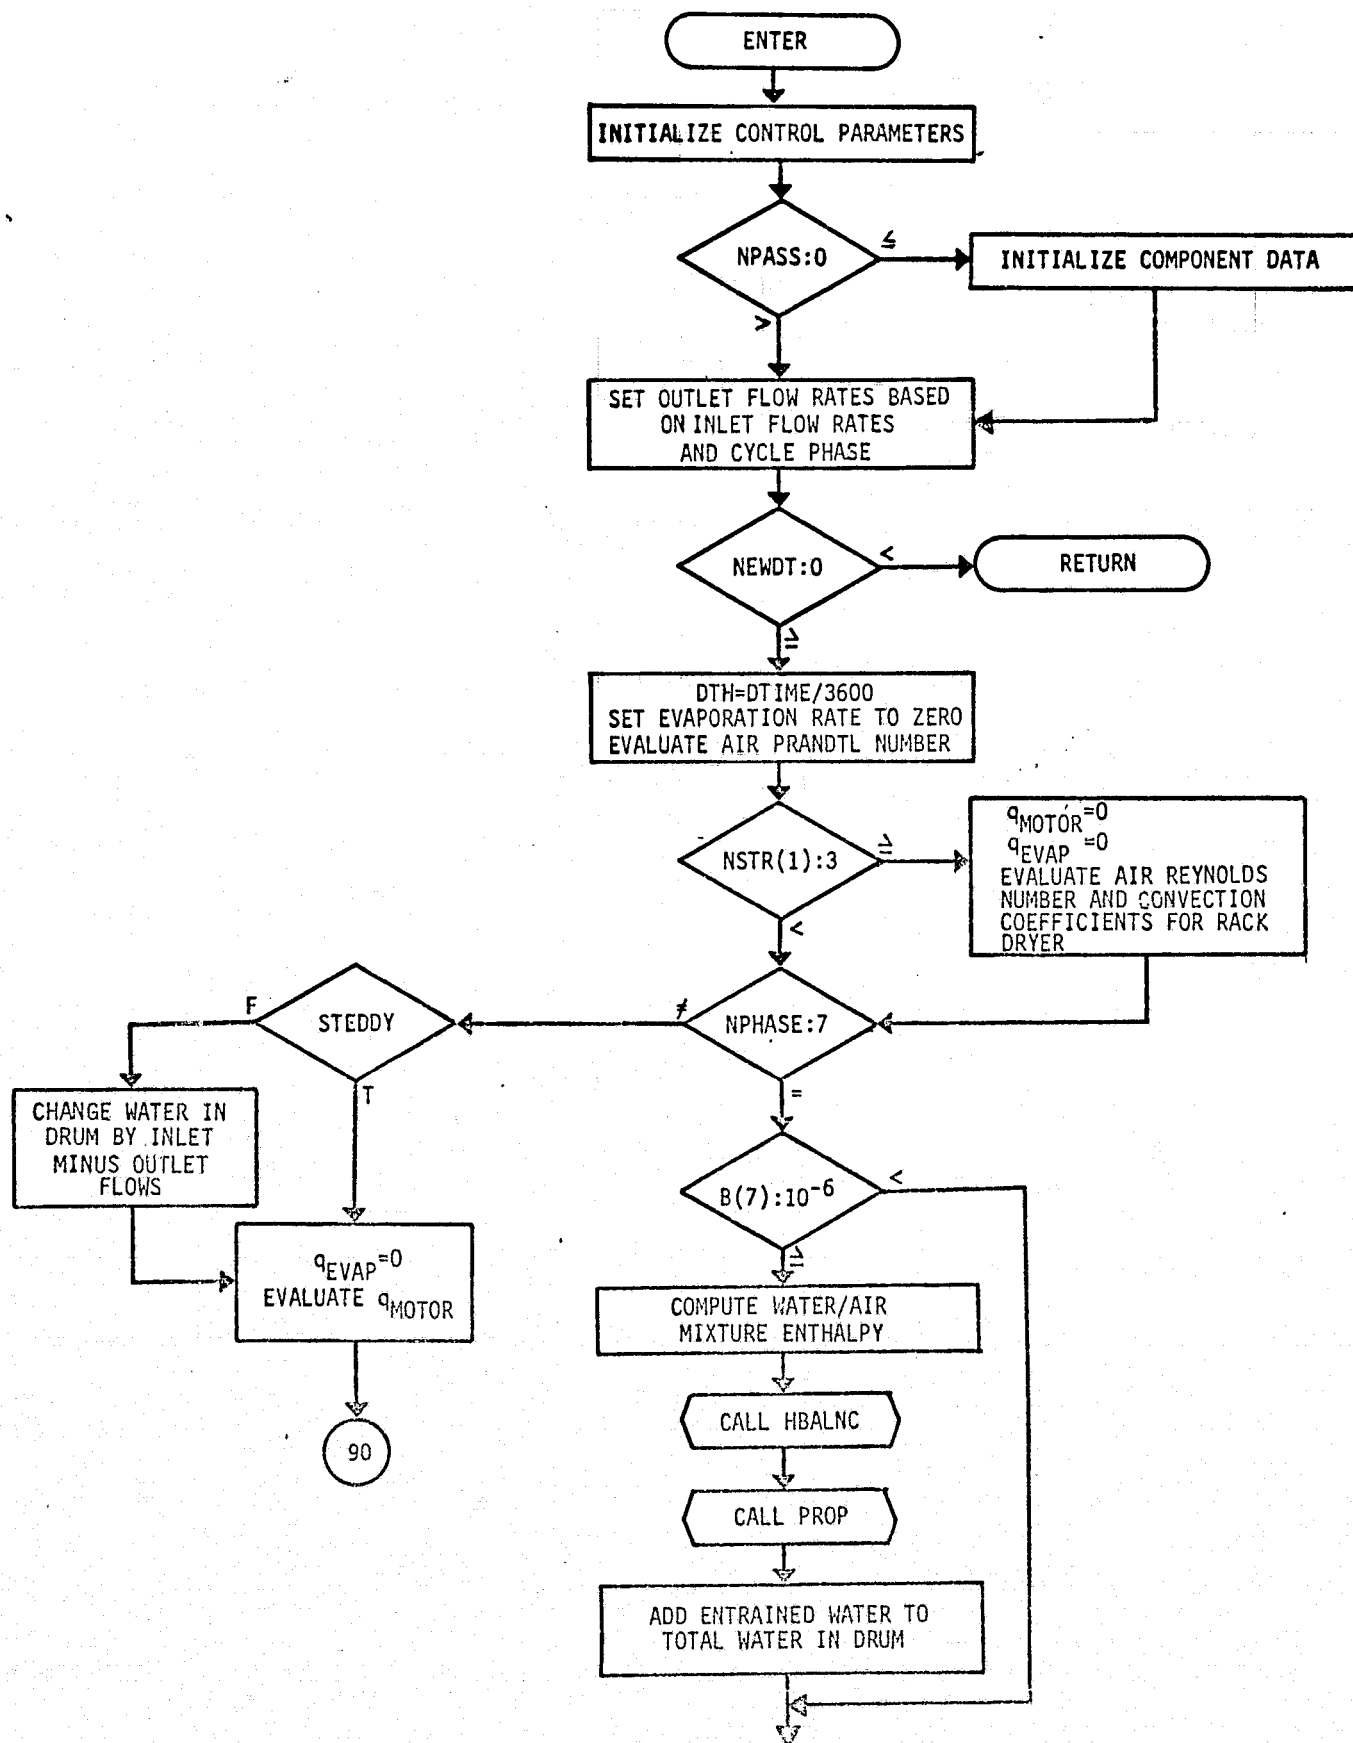 ENTER
INITIALIZE CONTROL PARAMETERS
NPASS:0
≤
INITIALIZE COMPONENT DATA
>
SET OUTLET FLOW RATES BASED
ON INLET FLOW RATES
AND CYCLE PHASE
NEWDT:0
<
RETURN
≥
DTH=DTIME/3600
SET EVAPORATION RATE TO ZERO
EVALUATE AIR PRANDTL NUMBER
NSTR(1):3
≥
qMOTOR=0
qEVAP =0
EVALUATE AIR REYNOLDS
NUMBER AND CONVECTION
COEFFICIENTS FOR RACK
DRYER
<
NPHASE:7
≠
STEDDY
F
T
CHANGE WATER IN
DRUM BY INLET
MINUS OUTLET
FLOWS
qEVAP=0
EVALUATE qMOTOR
90
=
B(7):10⁻⁶
<
≥
COMPUTE WATER/AIR
MIXTURE ENTHALPY
CALL HBALNC
CALL PROP
ADD ENTRAINED WATER TO
TOTAL WATER IN DRUM